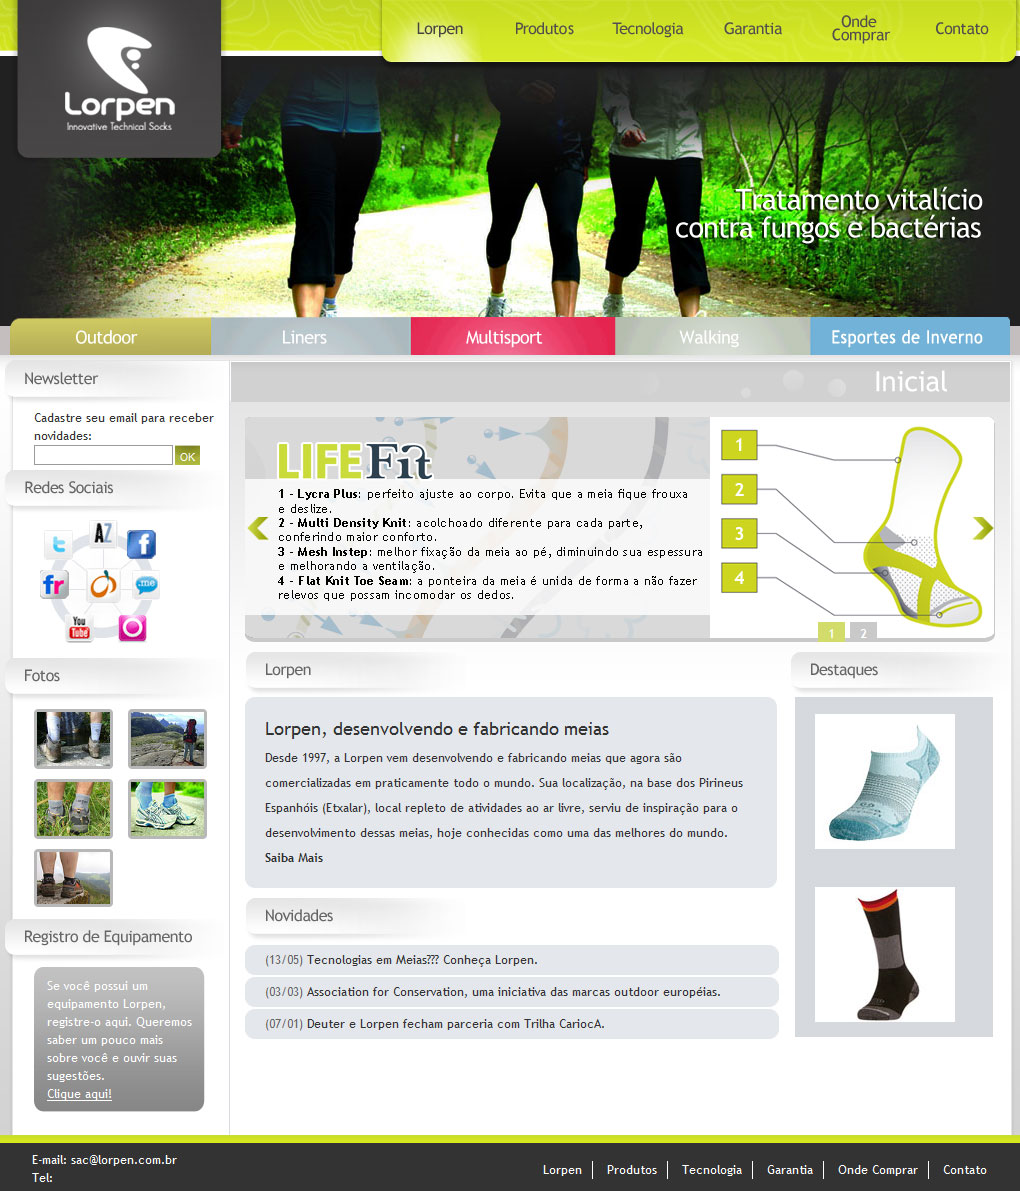 Lorpen
Innovative Technical Socks
Lorpen
Produtos
Tecnologia
Garantia
Onde
Comprar
Contato
Tratamento vitalício
contra fungos e bactérias
Outdoor
Liners
Multisport
Walking
Esportes de Inverno
Newsletter
Cadastre seu email para receber
novidades:
OK
Redes Sociais
AZ
t
f
fr
.me
You
Tube
Fotos
Registro de Equipamento
Se você possui um
equipamento Lorpen,
registre-o aqui. Queremos
saber um pouco mais
sobre você e ouvir suas
sugestões.
Clique aqui!
Inicial
LIFE Fit
1 - Lycra Plus: perfeito ajuste ao corpo. Evita que a meia fique frouxa
e deslize.
2 - Multi Density Knit: acolchoado diferente para cada parte,
conferindo maior conforto.
3 - Mesh Instep: melhor fixação da meia ao pé, diminuindo sua espessura
e melhorando a ventilação.
4 - Flat Knit Toe Seam: a ponteira da meia é unida de forma a não fazer
relevos que possam incomodar os dedos.
1
2
3
4
1 2
Lorpen
Lorpen, desenvolvendo e fabricando meias
Desde 1997, a Lorpen vem desenvolvendo e fabricando meias que agora são
comercializadas em praticamente todo o mundo. Sua localização, na base dos Pirineus
Espanhóis (Etxalar), local repleto de atividades ao ar livre, serviu de inspiração para o
desenvolvimento dessas meias, hoje conhecidas como uma das melhores do mundo.
Saiba Mais
Novidades
(13/05) Tecnologias em Meias??? Conheça Lorpen.
(03/03) Association for Conservation, uma iniciativa das marcas outdoor européias.
(07/01) Deuter e Lorpen fecham parceria com Trilha CariocA.
Destaques
E-mail: sac@lorpen.com.br
Tel:
Lorpen
Produtos
Tecnologia
Garantia
Onde Comprar
Contato